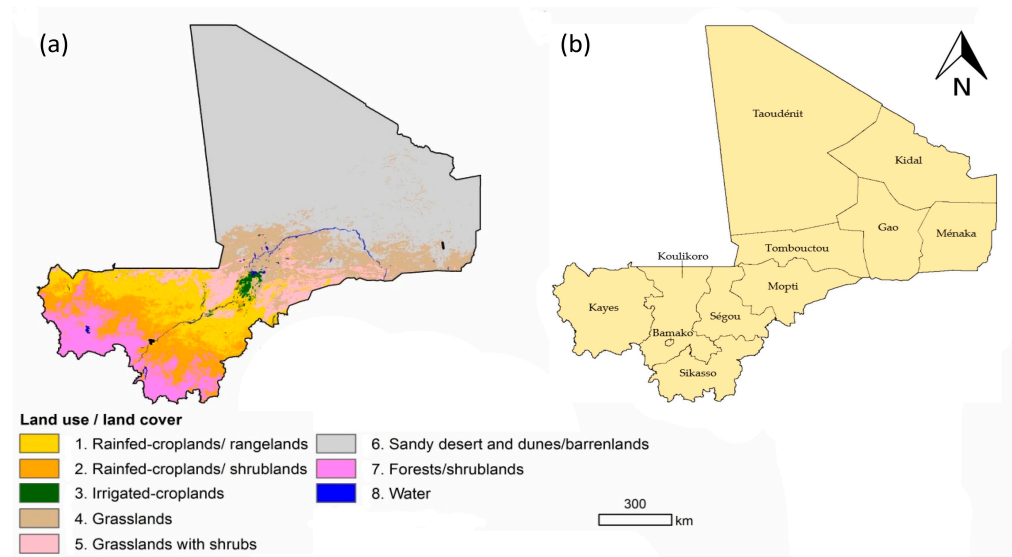 (a)
(b)
N
Taoudénit
Kidal
Gao
Ménaka
Tombouctou
Koulikoro
Mopti
Kayes
Ségou
Bamako
Sikasso
Land use / land cover
1. Rainfed-croplands/ rangelands
2. Rainfed-croplands/ shrublands
3. Irrigated-croplands
4. Grasslands
5. Grasslands with shrubs
6. Sandy desert and dunes/barrenlands
7. Forests/shrublands
8. Water
300
km